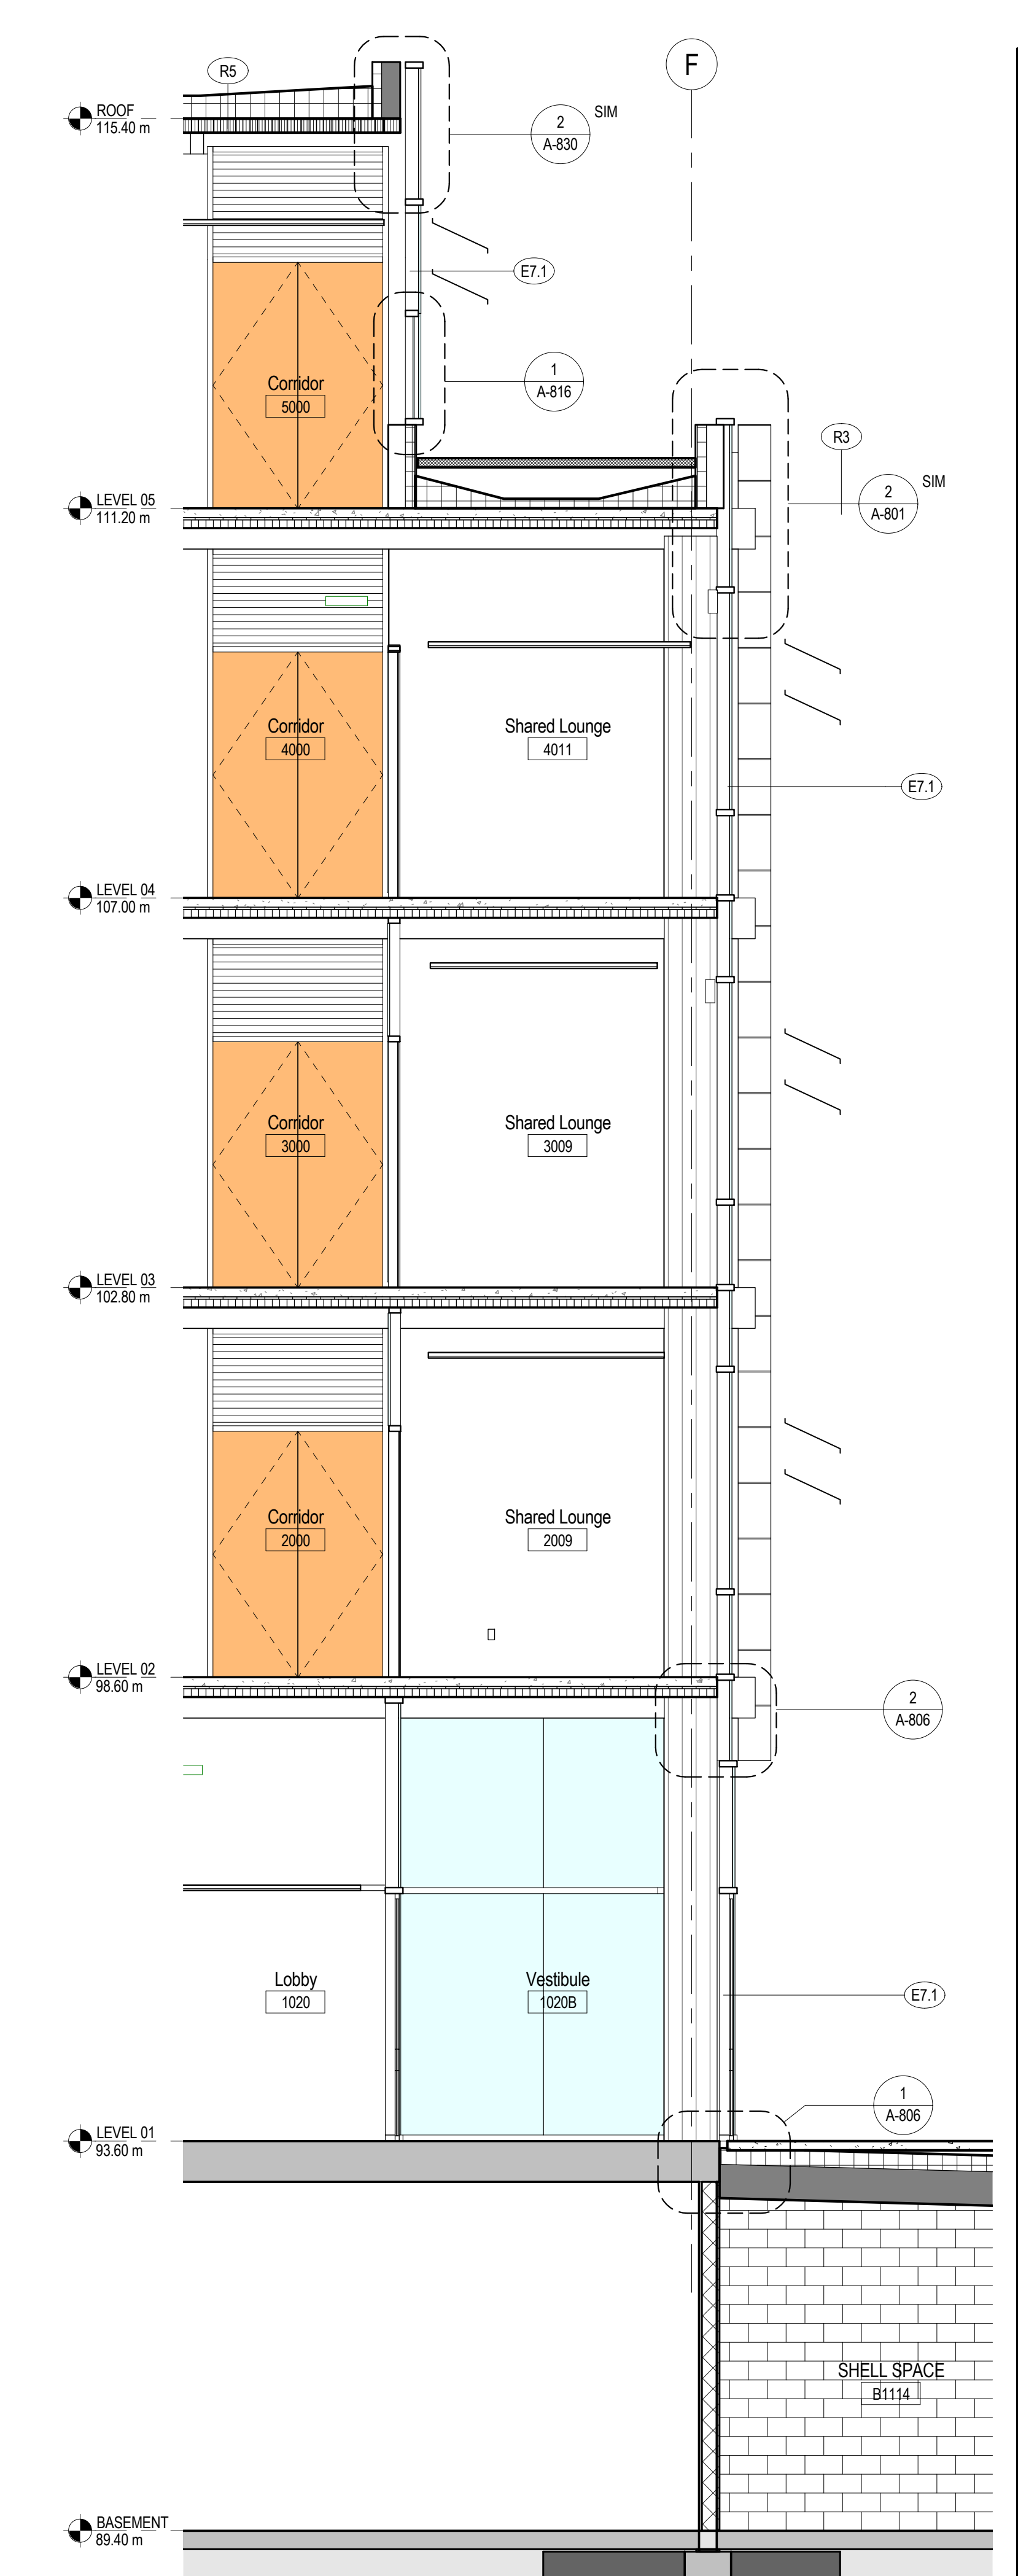 F
R5
ROOF
115.40 m
2
A-830
SIM
E7.1
1
A-816
Corridor
5000
R3
2
A-801
SIM
LEVEL 05
111.20 m
Corridor
4000
Shared Lounge
4011
E7.1
LEVEL 04
107.00 m
Corridor
3000
Shared Lounge
3009
LEVEL 03
102.80 m
Corridor
2000
Shared Lounge
2009
LEVEL 02
98.60 m
2
A-806
Lobby
1020
Vestibule
1020B
E7.1
1
A-806
LEVEL 01
93.60 m
SHELL SPACE
B1114
BASEMENT
89.40 m